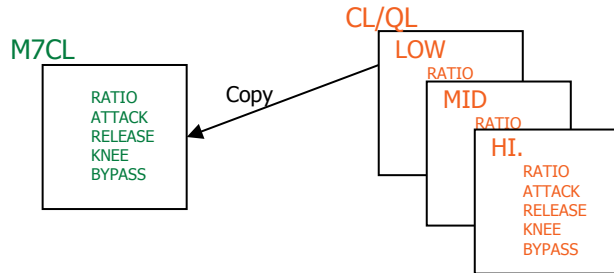 M7CL
RATIO
ATTACK
RELEASE
KNEE
BYPASS
Copy
CL/QL
LOW
RATIO
MID
RATIO
HI.
RATIO
ATTACK
RELEASE
KNEE
BYPASS